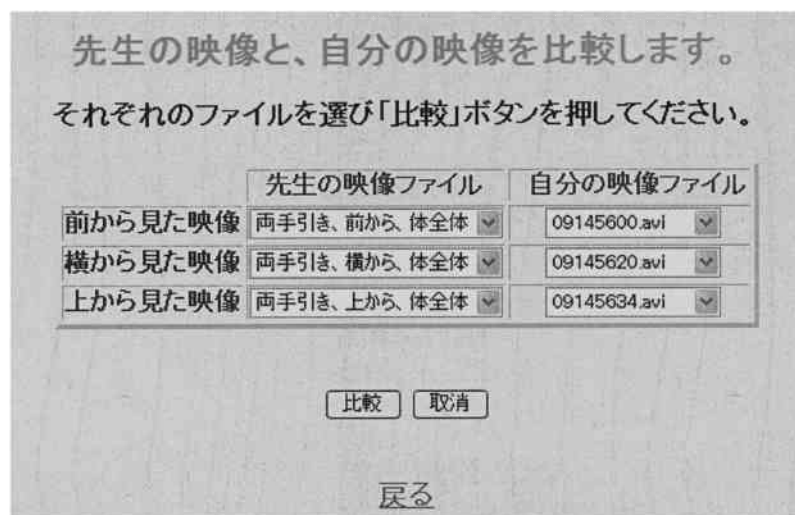 先生の映像と、自分の映像を比較します。
それぞれのファイルを選び「比較」ボタンを押してください。
先生の映像ファイル 自分の映像ファイル
前から見た映像 両手引き、前から、体全体 09145600.avi
横から見た映像 両手引き、横から、体全体 09145620.avi
上から見た映像 両手引き、上から、体全体 09145634.avi
比較 取消
戻る